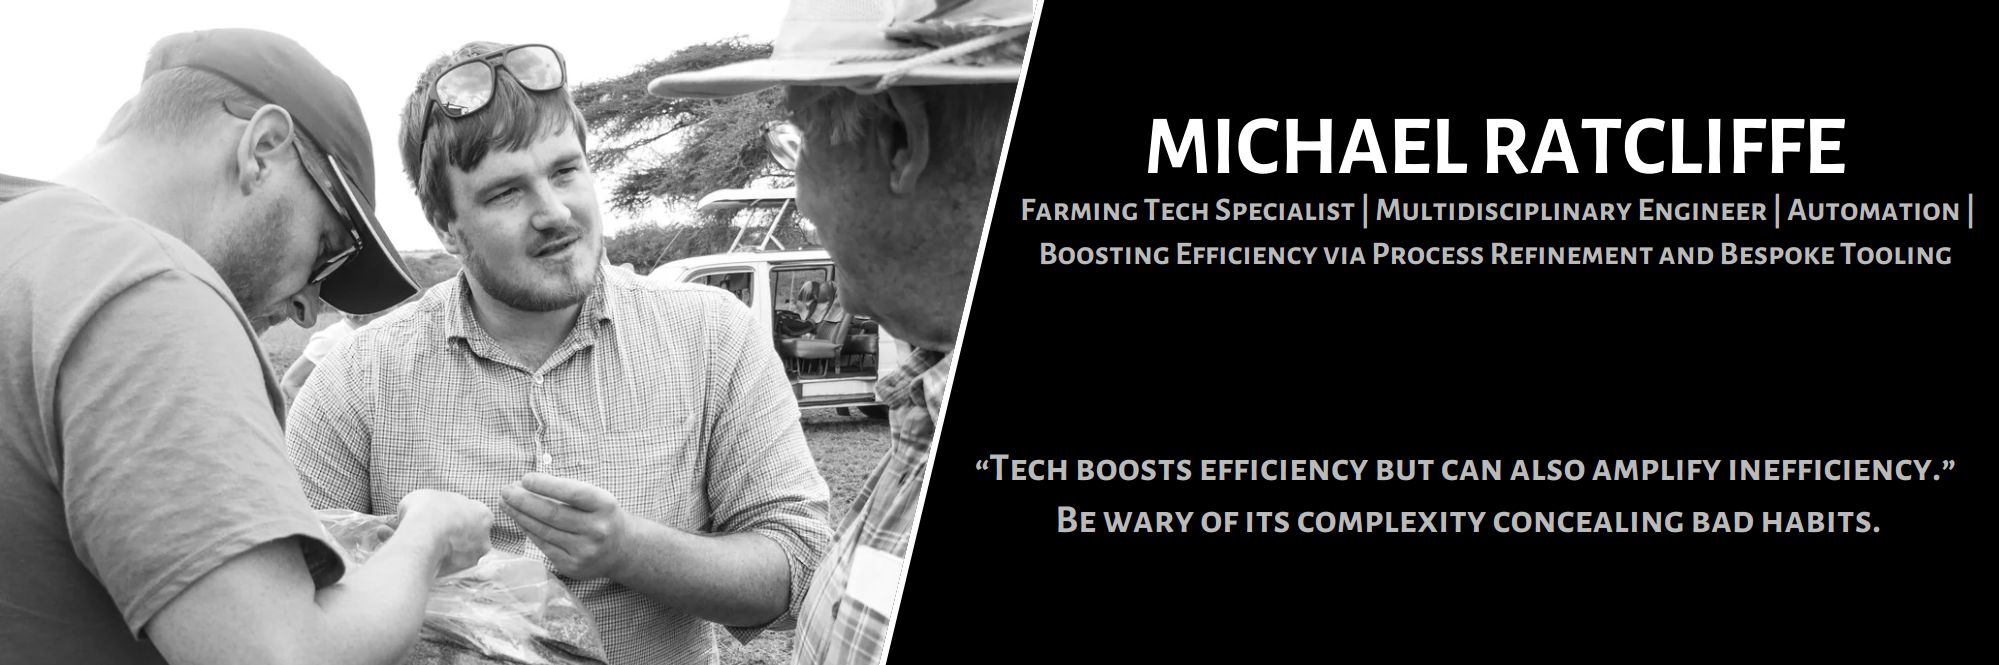 MICHAEL RATCLIFFE
Farming Tech Specialist | Multidisciplinary Engineer | Automation |
Boosting Efficiency via Process Refinement and Bespoke Tooling
“Tech boosts efficiency but can also amplify inefficiency.”
Be wary of its complexity concealing bad habits.